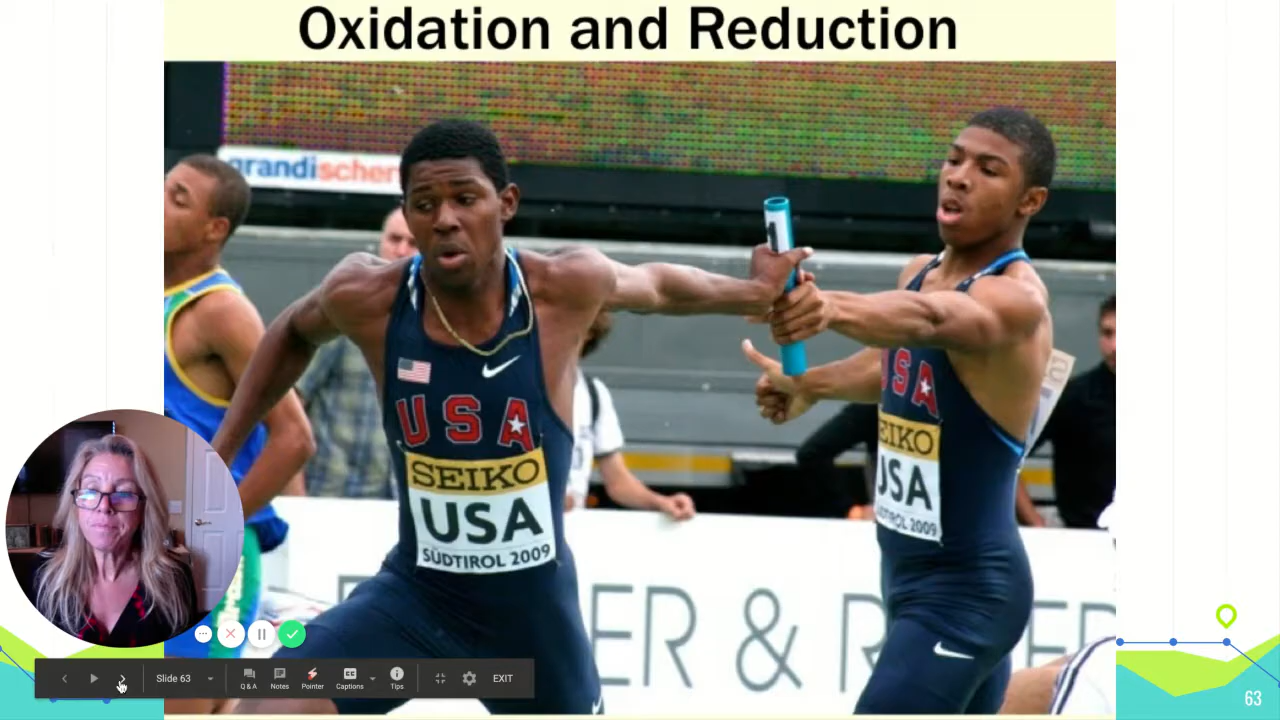 Oxidation and Reduction
grandischer
USA
SEIKO
USA
SÜDTIROL 2009
USA
SEIKO
USA
SÜDTIROL 2009
ER & R
Slide 63
Q & A
Notes
Pointer
Captions
Tips
EXIT
63